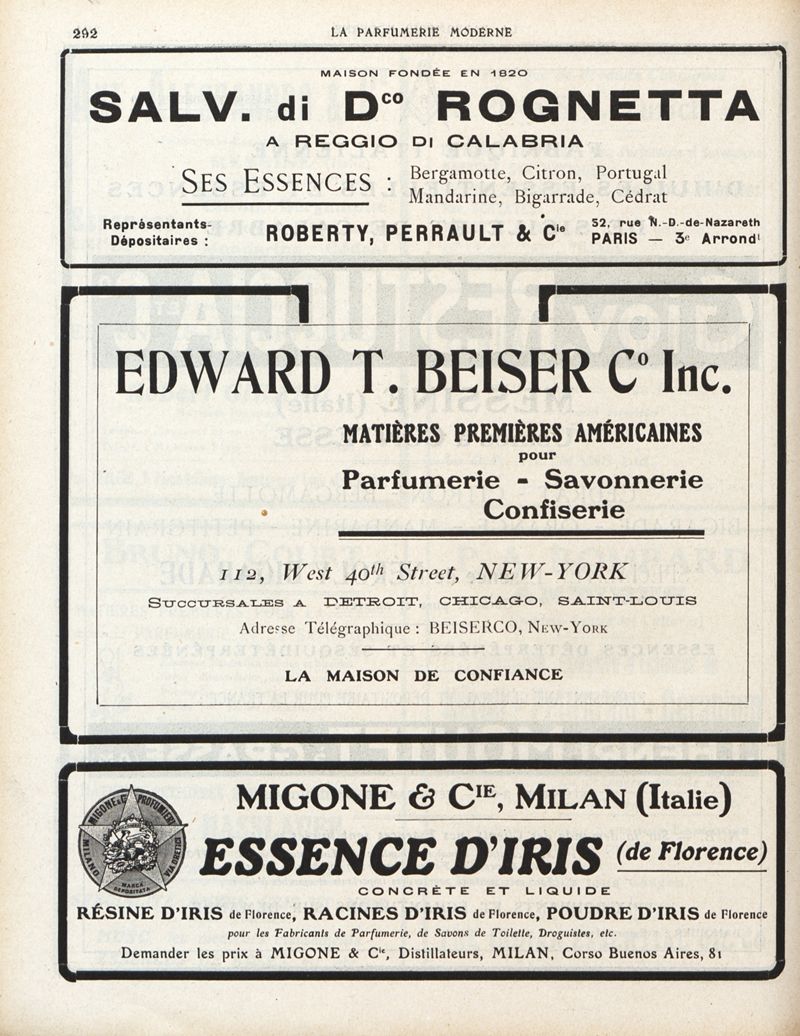 292
LA PARFUMERIE MODERNE
MAISON FONDÉE EN 1820
SALV. di Dco ROGNETTA
A REGGIO DI CALABRIA
SES ESSENCES : Bergamotte, Citron, Portugal
Mandarine, Bigarrade, Cédrat
Représentants-
Dépositaires :
ROBERTY, PERRAULT & Cie
52, rue N.-D.-de-Nazareth
PARIS — 3e Arrondt
EDWARD T. BEISER Co Inc.
MATIÈRES PREMIÈRES AMÉRICAINES
pour
Parfumerie - Savonnerie
Confiserie
112, West 40th Street, NEW-YORK
SUCCURSALES A DETROIT, CHICAGO, SAINT-LOUIS
Adresse Télégraphique : BEISERCO, NEW-YORK
LA MAISON DE CONFIANCE
MIGONE & CIE, MILAN (Italie)
MIGONE & C. PROFUMIERI
MILANO
MARCA
DEPOSITATA
ESSENCE D'IRIS (de Florence)
CONCRÈTE ET LIQUIDE
RÉSINE D'IRIS de Florence, RACINES D'IRIS de Florence, POUDRE D'IRIS de Florence
pour les Fabricants de Parfumerie, de Savons de Toilette, Droguistes, etc.
Demander les prix à MIGONE & Cie, Distillateurs, MILAN, Corso Buenos Aires, 81